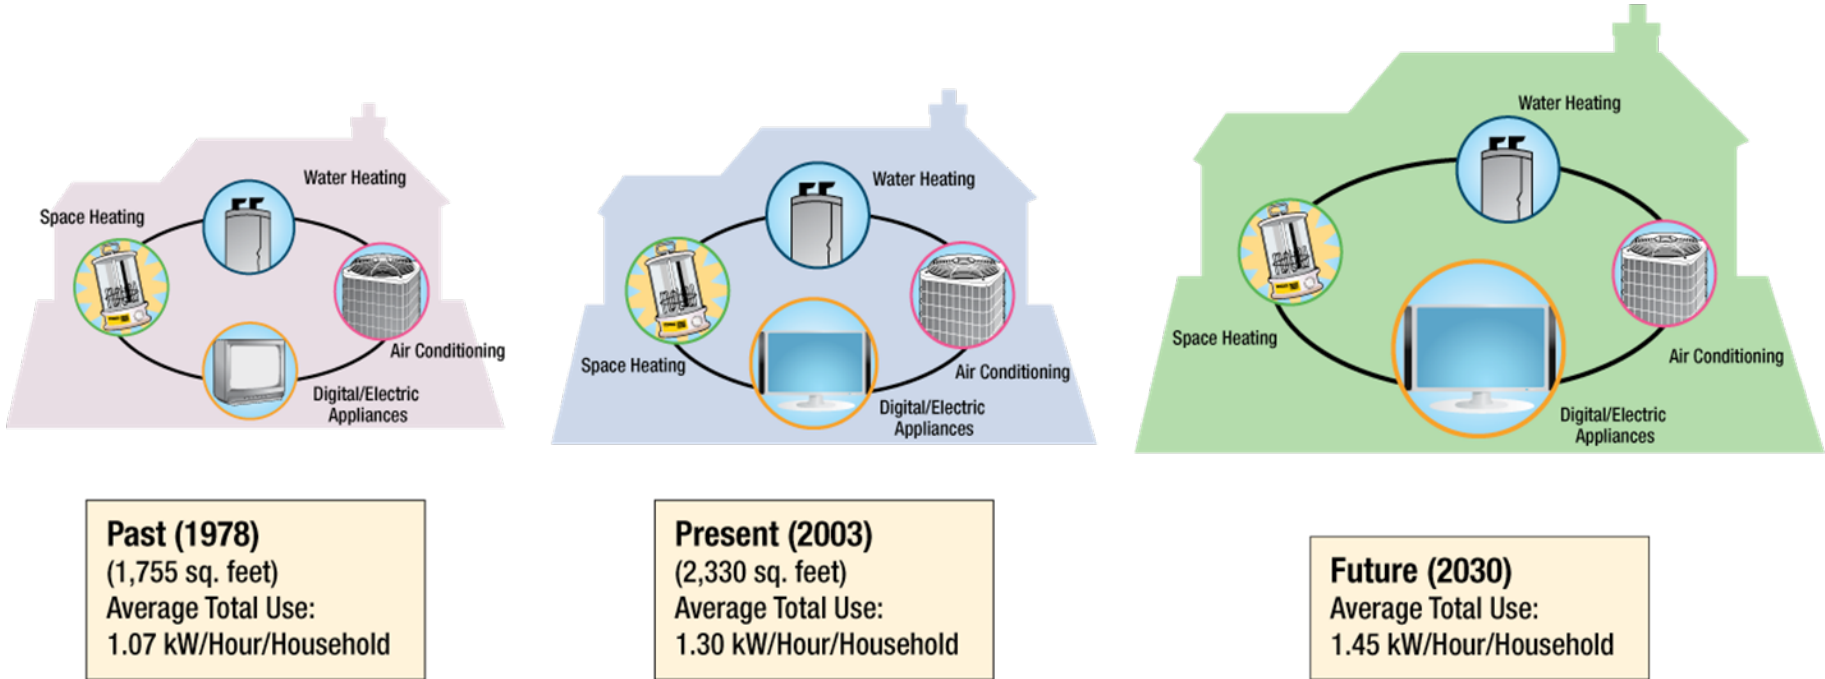 Water Heating
Space Heating
Air Conditioning
Digital/Electric
Appliances
Past (1978)
(1,755 sq. feet)
Average Total Use:
1.07 kW/Hour/Household
Water Heating
Space Heating
Air Conditioning
Digital/Electric
Appliances
Present (2003)
(2,330 sq. feet)
Average Total Use:
1.30 kW/Hour/Household
Water Heating
Space Heating
Air Conditioning
Digital/Electric
Appliances
Future (2030)
Average Total Use:
1.45 kW/Hour/Household